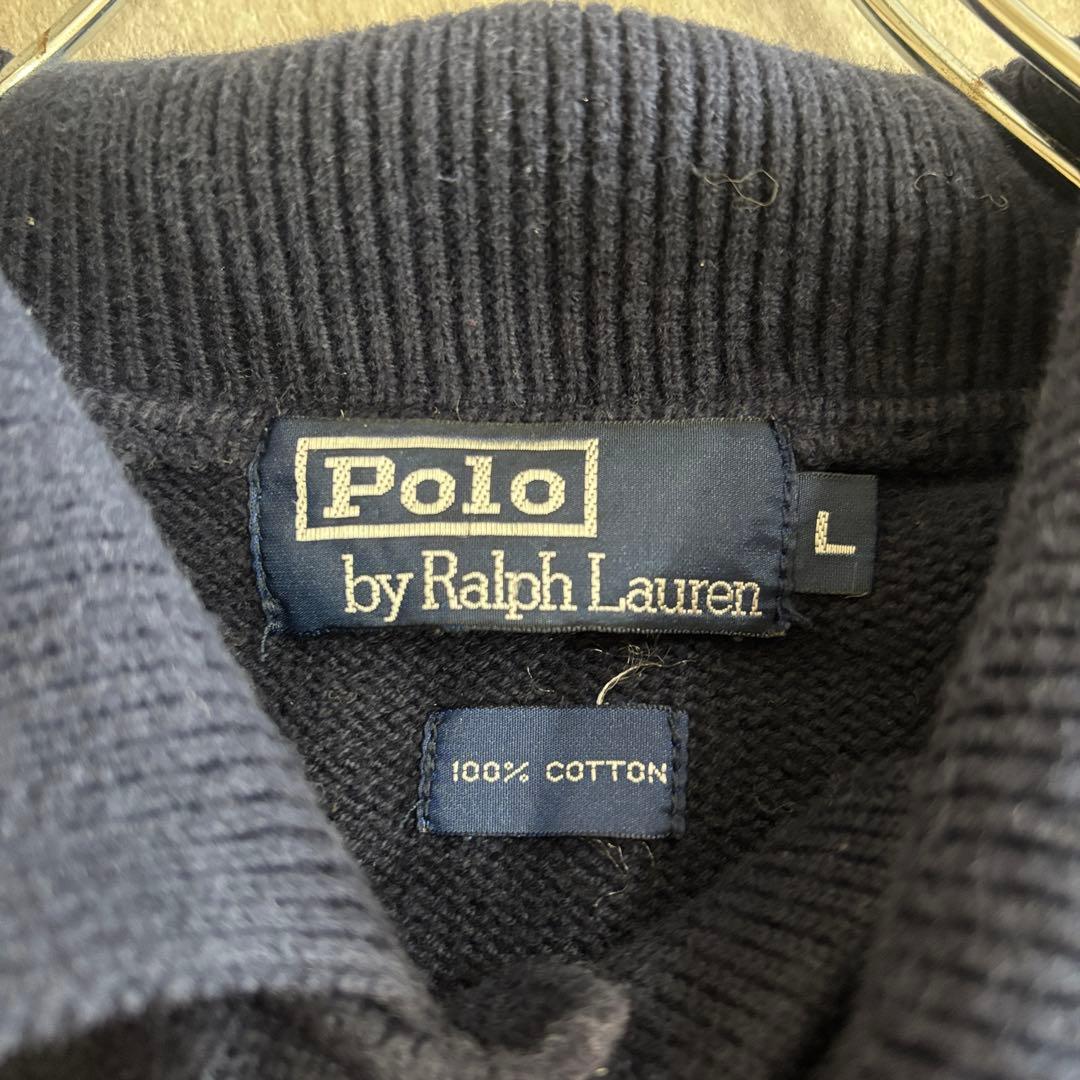 Polo
by Ralph Lauren
L
100% COTTON